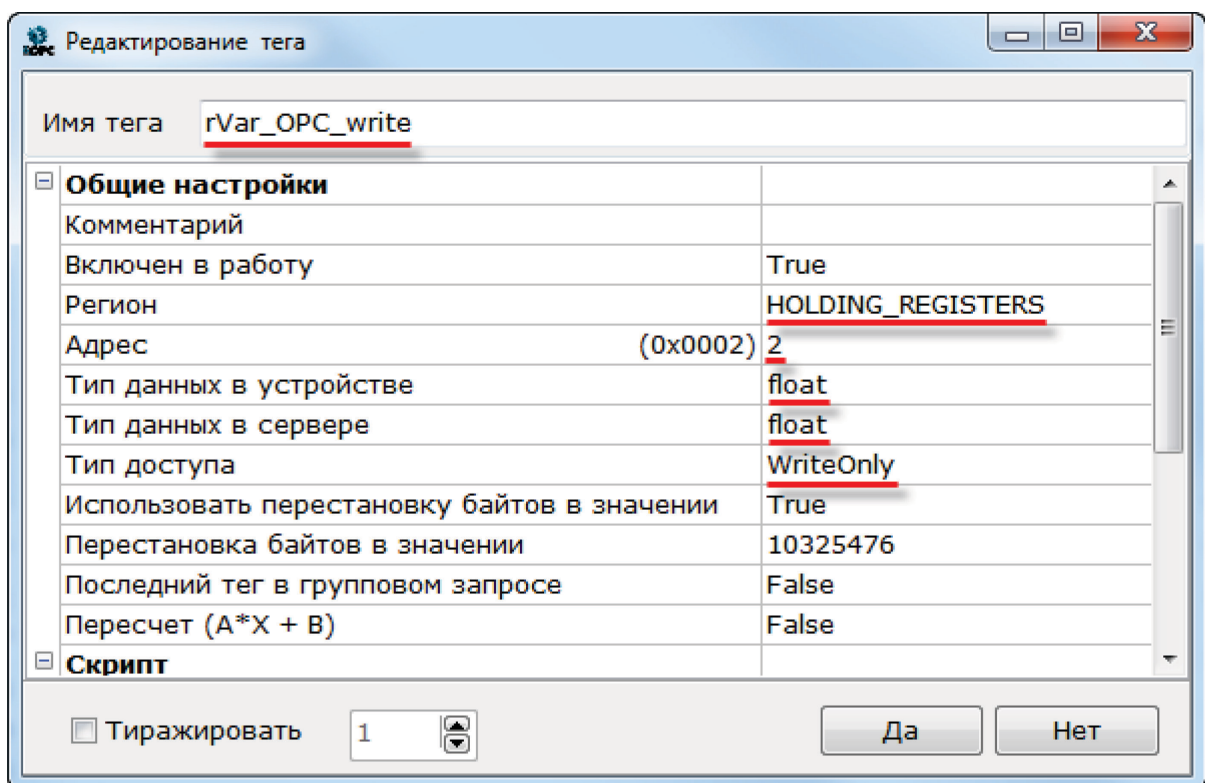 Редактирование тега
Имя тега rVar_OPC_write
Общие настройки
Комментарий
Включен в работу True
Регион HOLDING_REGISTERS
Адрес (0x0002) 2
Тип данных в устройстве float
Тип данных в сервере float
Тип доступа WriteOnly
Использовать перестановку байтов в значении True
Перестановка байтов в значении 10325476
Последний тег в групповом запросе False
Пересчет (A*X + B) False
Скрипт
Тиражировать 1 Да Нет